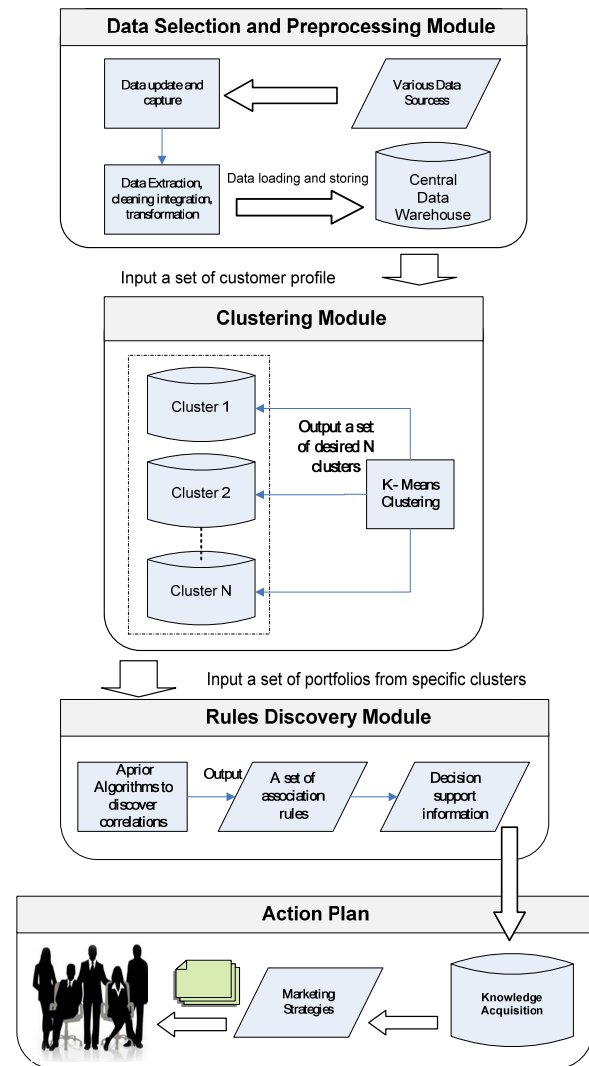 Data Selection and Preprocessing Module
Data update and
capture
Various Data
Sourcess
Data Extraction,
cleaning integration,
transformation
Data loading and storing
Central
Data
Warehouse
Input a set of customer profile
Clustering Module
Cluster 1
Output a set
of desired N
clusters
Cluster 2
K- Means
Clustering
Cluster N
Input a set of portfolios from specific clusters
Rules Discovery Module
Aprior
Algorithms to
discover
correlations
Output
A set of
association
rules
Decision
support
information
Action Plan
Marketing
Strategies
Knowledge
Acquisition